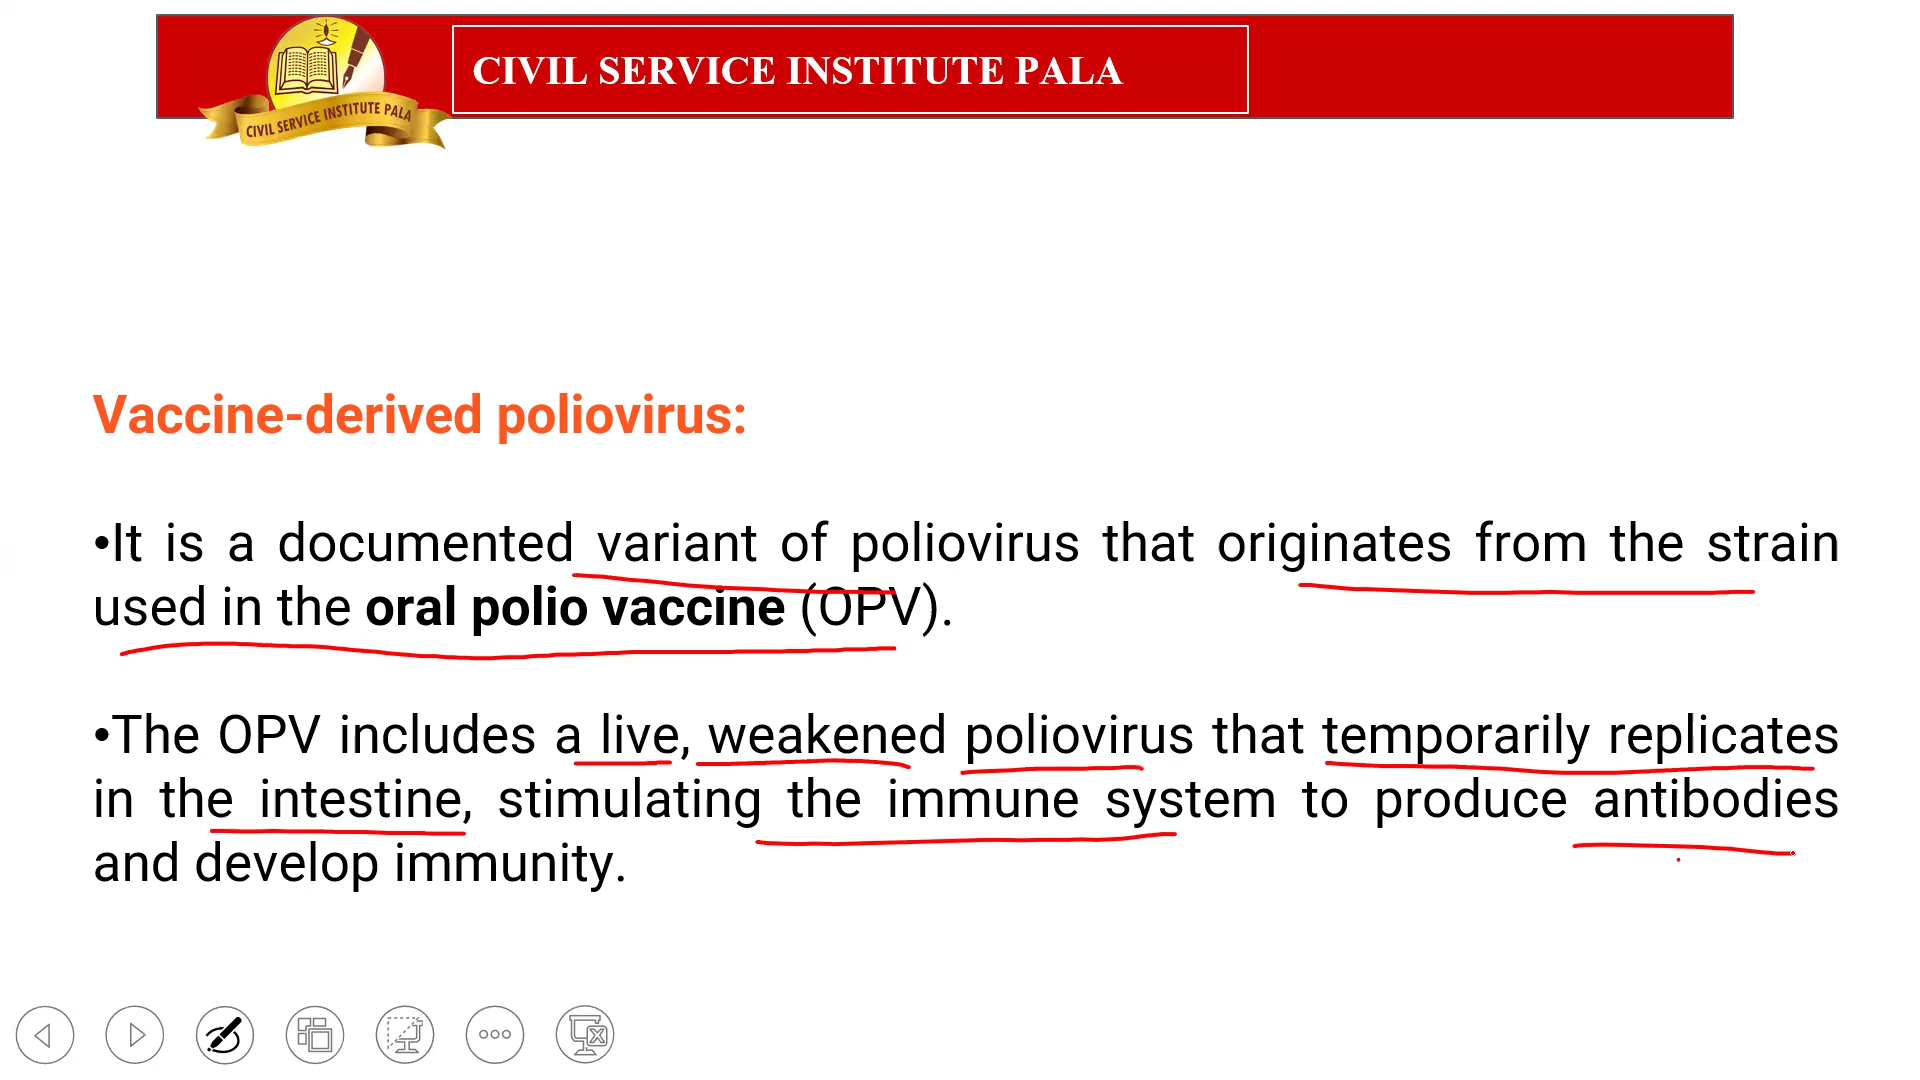 CIVIL SERVICE INSTITUTE PALA
CIVIL SERVICE INSTITUTE PALA
Vaccine-derived poliovirus:
•It is a documented variant of poliovirus that originates from the strain
used in the oral polio vaccine (OPV).
•The OPV includes a live, weakened poliovirus that temporarily replicates
in the intestine, stimulating the immune system to produce antibodies
and develop immunity.